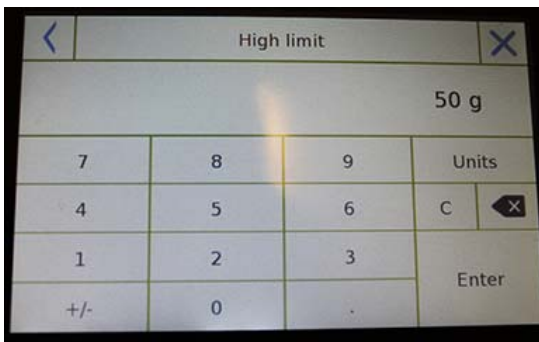 High limit
50 g
7 8 9 Units
4 5 6 C
1 2 3
Enter
+/- 0 .